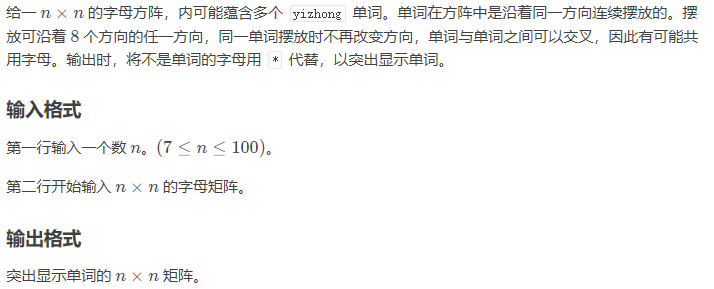 给一 n × n 的字母方阵，内可能蕴含多个 yizhong 单词。单词在方阵中是沿着同一方向连续摆放的。摆
放可沿着 8 个方向的任一方向，同一单词摆放时不再改变方向，单词与单词之间可以交叉，因此有可能共
用字母。输出时，将不是单词的字母用 * 代替，以突出显示单词。
输入格式
第一行输入一个数 n。(7 ≤ n ≤ 100)。
第二行开始输入 n × n 的字母矩阵。
输出格式
突出显示单词的 n × n 矩阵。